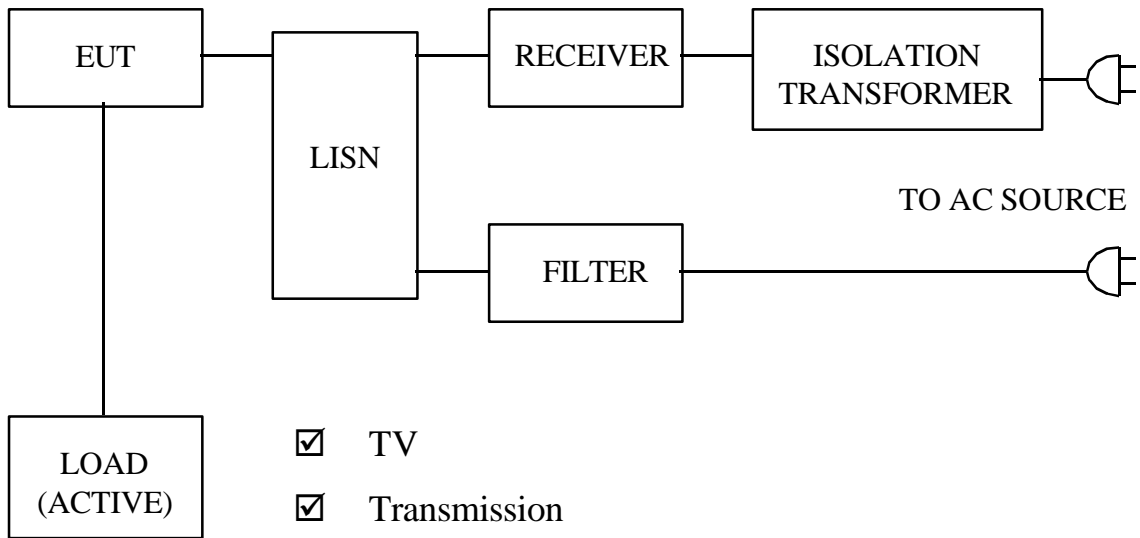 EUT
LISN
RECEIVER
ISOLATION
TRANSFORMER
TO AC SOURCE
FILTER
LOAD
(ACTIVE)
☑ TV
☑ Transmission